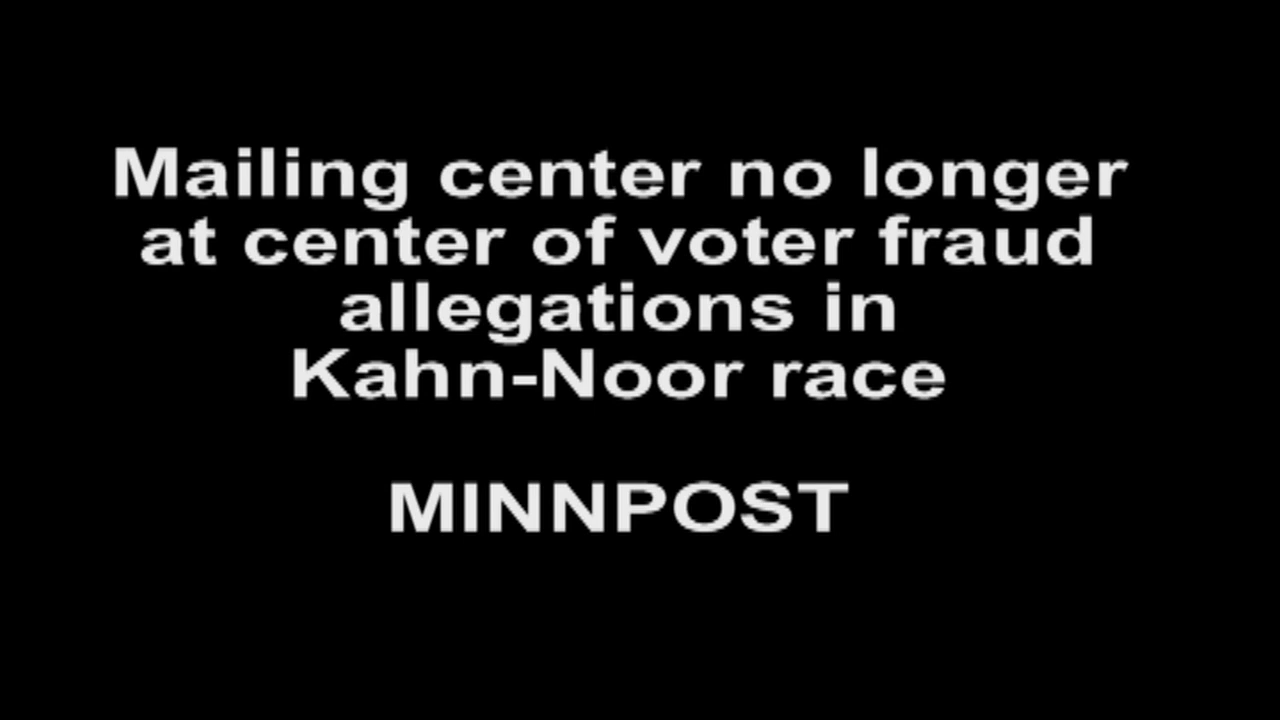 Mailing center no longer
at center of voter fraud
allegations in
Kahn-Noor race
MINNPOST